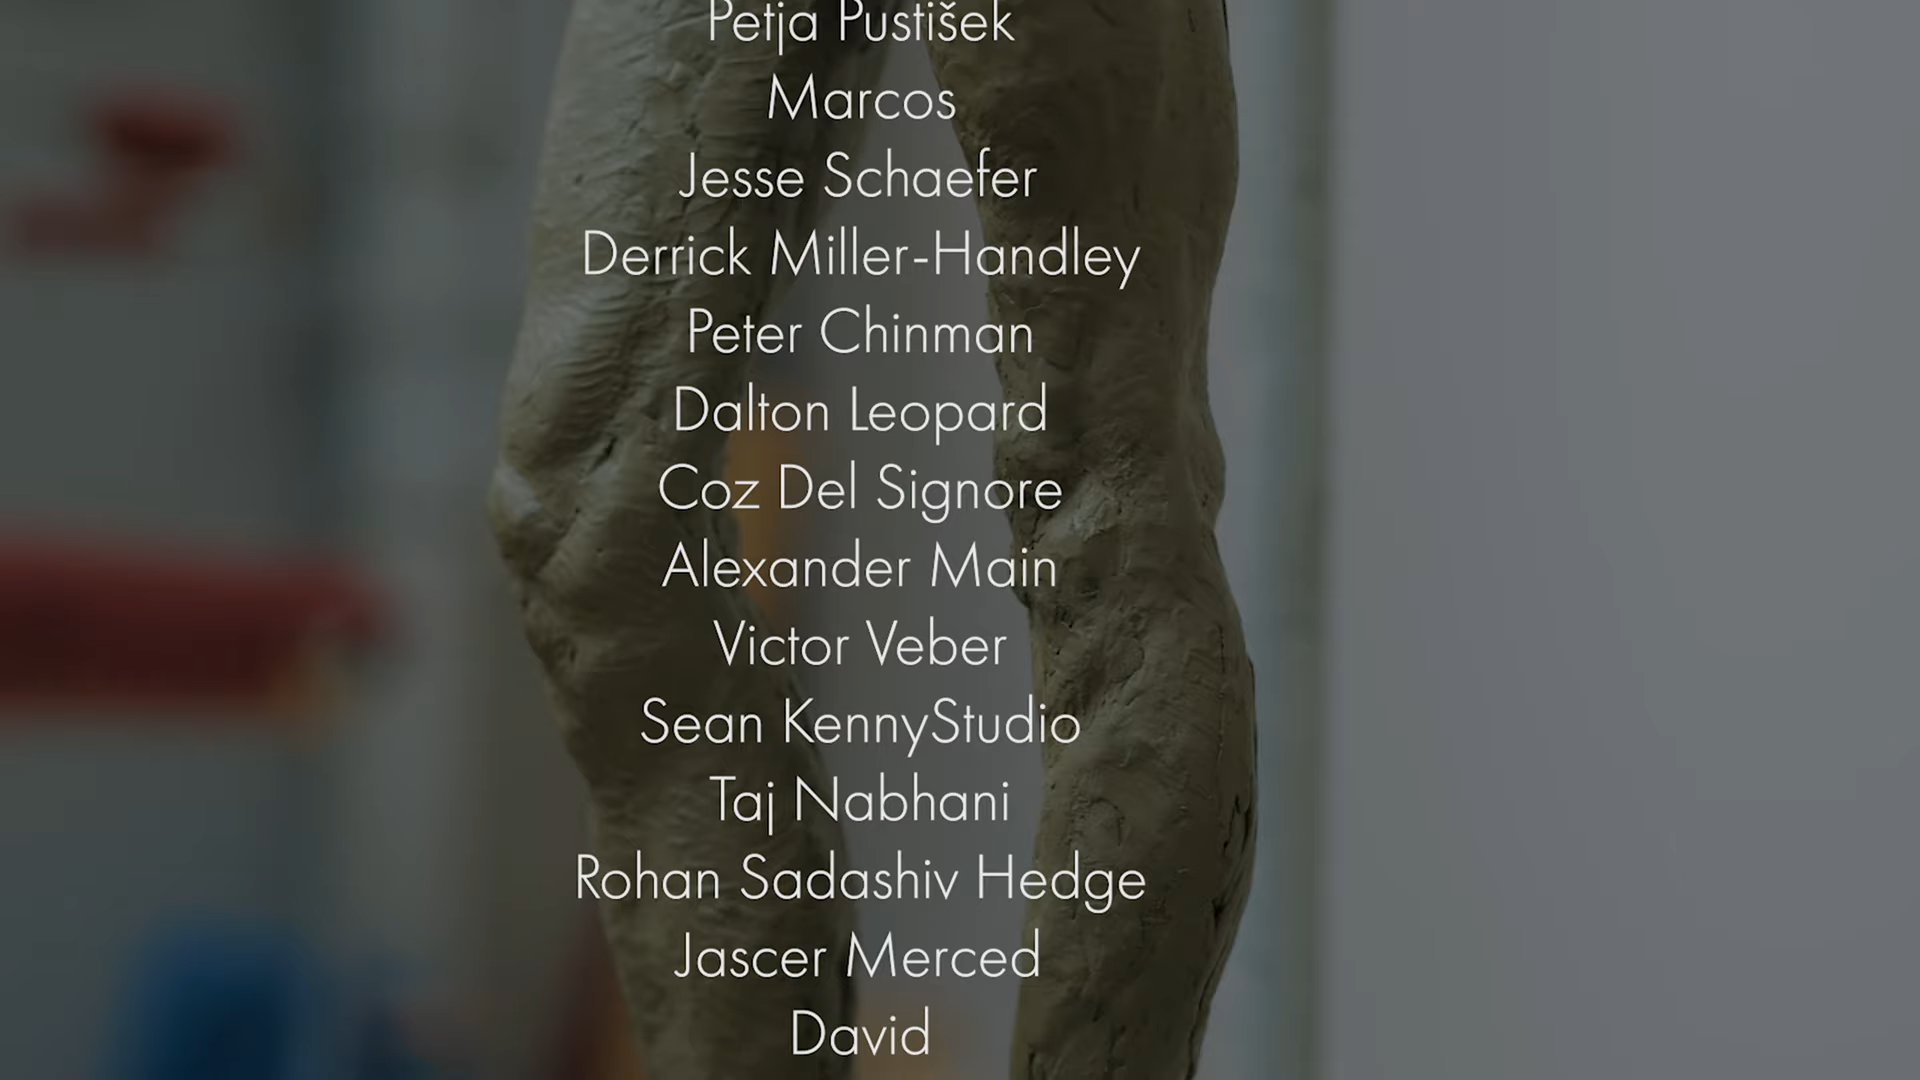 Petja Pustišek
Marcos
Jesse Schaefer
Derrick Miller-Handley
Peter Chinman
Dalton Leopard
Coz Del Signore
Alexander Main
Victor Veber
Sean KennyStudio
Taj Nabhani
Rohan Sadashiv Hedge
Jascer Merced
David